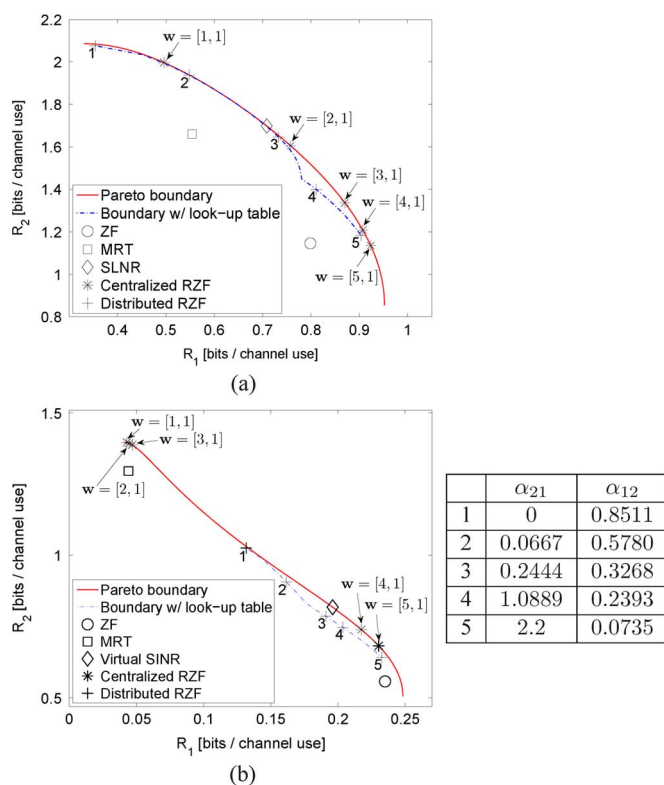 2.2
2
1.8
1.6
1.4
1.2
1
0.8
R₂ [bits / channel use]
1
w = [1, 1]
2
3
w = [2, 1]
4
w = [3, 1]
w = [4, 1]
5
w = [5, 1]
Pareto boundary
Boundary w/ look-up table
ZF
MRT
SLNR
Centralized RZF
Distributed RZF
0.4 0.5 0.6 0.7 0.8 0.9 1
R₁ [bits / channel use]
(a)
1.5
1
0.5
R₂ [bits / channel use]
w = [1, 1]
w = [3, 1]
w = [2, 1]
1
2
3
4
w = [4, 1]
w = [5, 1]
5
Pareto boundary
Boundary w/ look-up table
ZF
MRT
Virtual SINR
Centralized RZF
Distributed RZF
0 0.05 0.1 0.15 0.2 0.25
R₁ [bits / channel use]
(b)
α₂₁ α₁₂
1 0 0.8511
2 0.0667 0.5780
3 0.2444 0.3268
4 1.0889 0.2393
5 2.2 0.0735